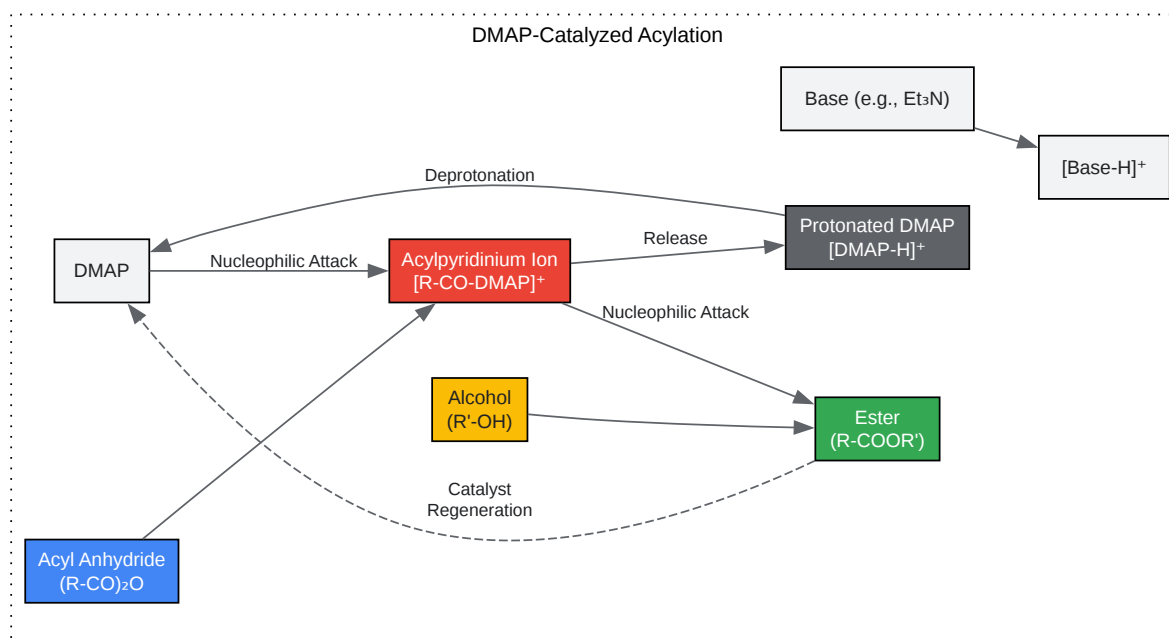 DMAP-Catalyzed Acylation
Base (e.g., Et₃N)
[Base-H]⁺
Deprotonation
Protonated DMAP
[DMAP-H]⁺
Release
DMAP
Nucleophilic Attack
Acylpyridinium Ion
[R-CO-DMAP]⁺
Nucleophilic Attack
Alcohol
(R'-OH)
Ester
(R-COOR')
Catalyst
Regeneration
Acyl Anhydride
(R-CO)₂O